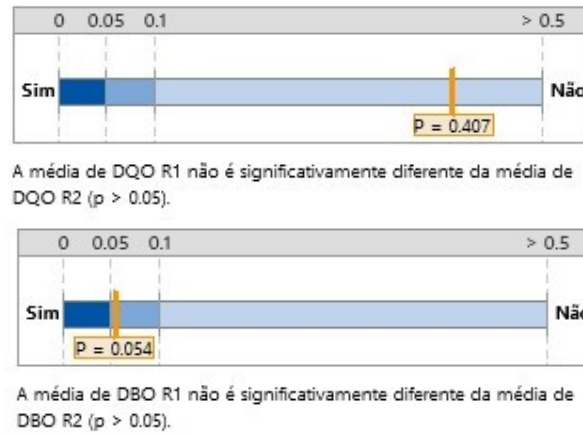 0 0.05 0.1 > 0.5
Sim Não
P = 0.407
A média de DQO R1 não é significativamente diferente da média de
DQO R2 (p > 0.05).
0 0.05 0.1 > 0.5
Sim Não
P = 0.054
A média de DBO R1 não é significativamente diferente da média de
DBO R2 (p > 0.05).